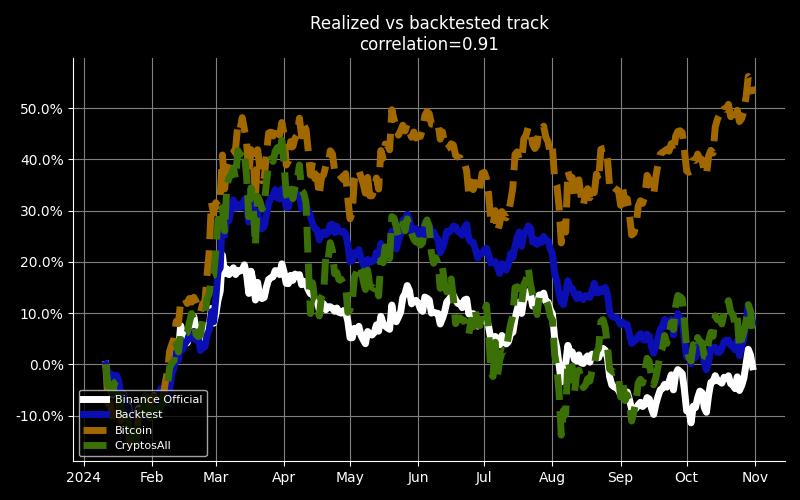 Realized vs backtested track
correlation=0.91
50.0%
40.0%
30.0%
20.0%
10.0%
0.0%
-10.0%
Binance Official
Backtest
Bitcoin
CryptosAll
2024 Feb Mar Apr May Jun Jul Aug Sep Oct Nov